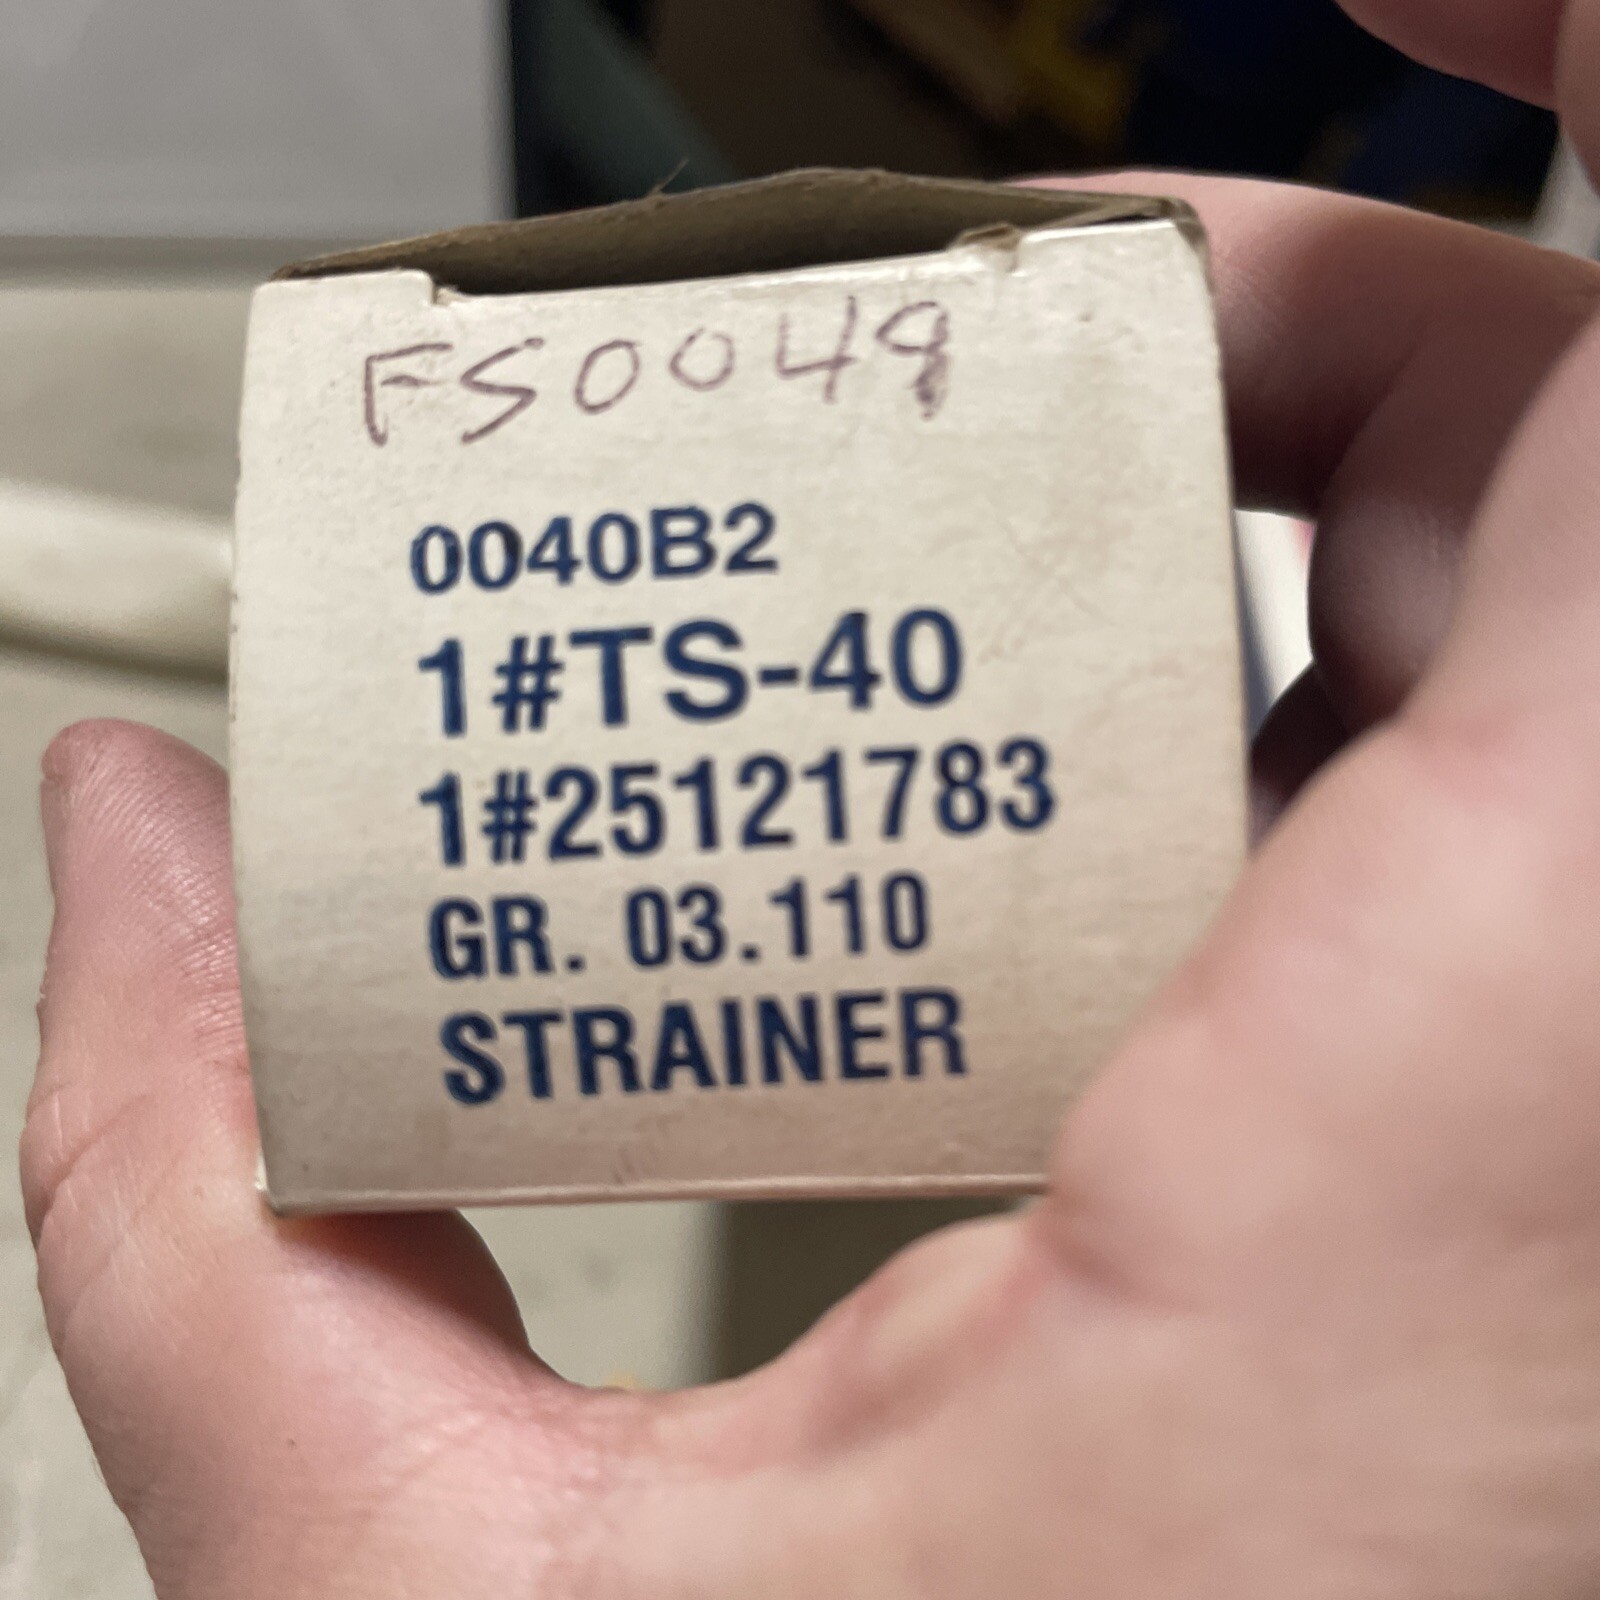 FS0049
0040B2
1#TS-40
1#25121783
GR. 03.110
STRAINER